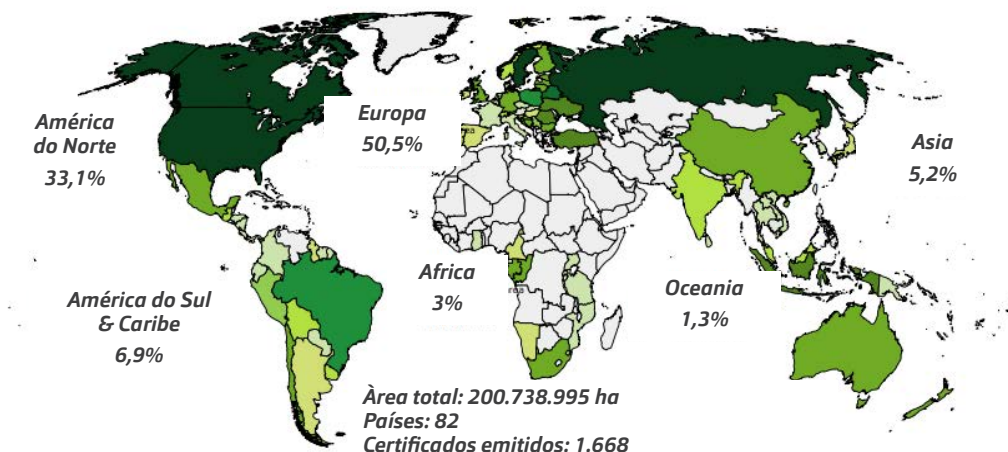 América
do Norte
33,1%
Europa
50,5%
Asia
5,2%
América do Sul
& Caribe
6,9%
Africa
3%
Oceania
1,3%
Àrea total: 200.738.995 ha
Países: 82
Certificados emitidos: 1.668